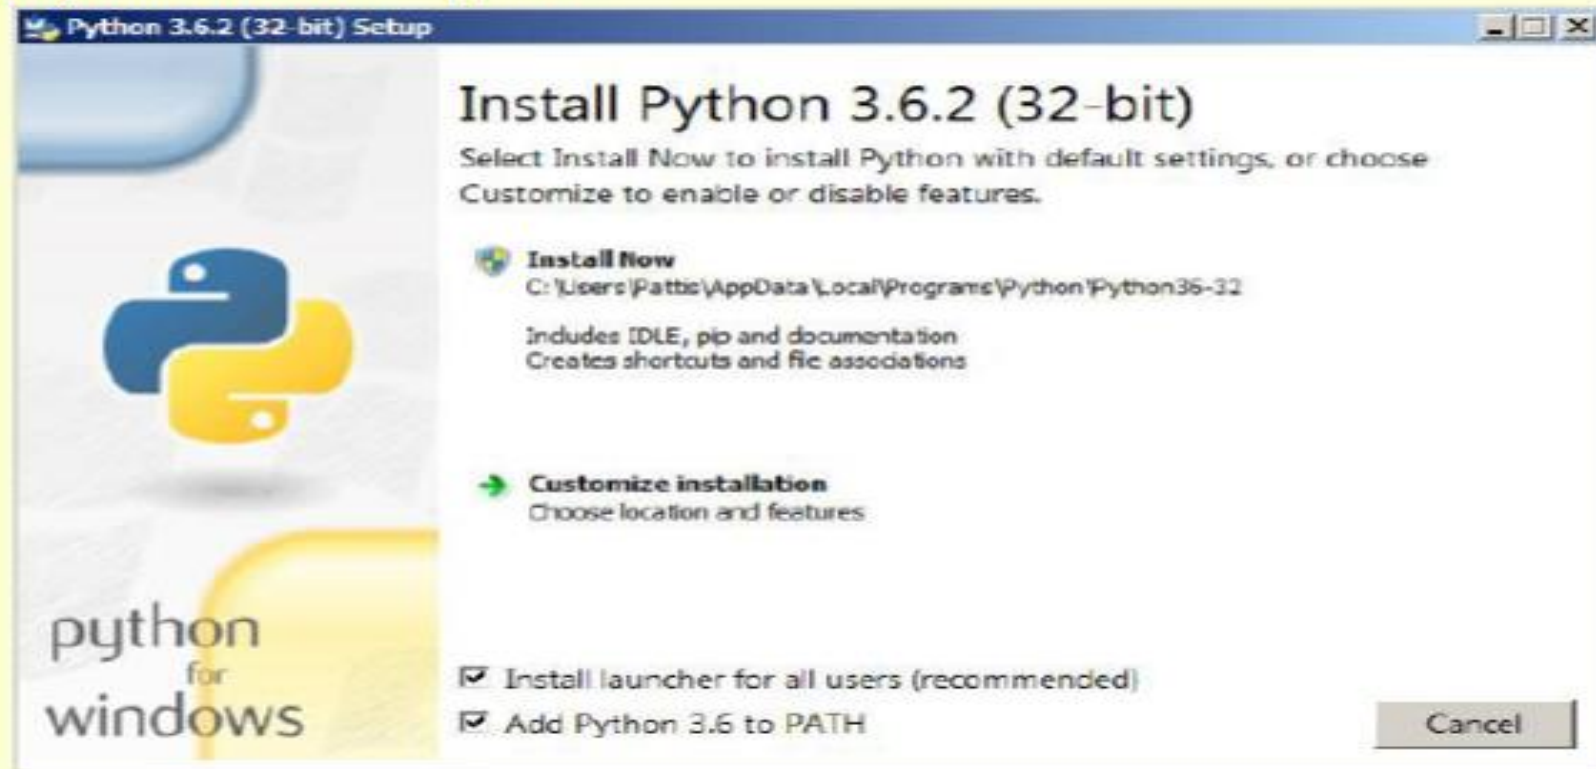 Python 3.6.2 (32-bit) Setup
Install Python 3.6.2 (32-bit)
Select Install Now to install Python with default settings, or choose
Customize to enable or disable features.
Install Now
C:\Users\Pattis\AppData\Local\Programs\Python\Python36-32
Includes IDLE, pip and documentation
Creates shortcuts and file associations
Customize installation
Choose location and features
python
for
windows
Install launcher for all users (recommended)
Add Python 3.6 to PATH
Cancel